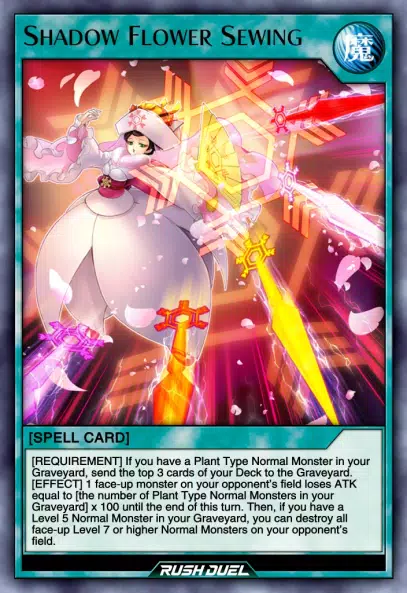 Shadow Flower Sewing
魔
[SPELL CARD]
[REQUIREMENT] If you have a Plant Type Normal Monster in your
Graveyard, send the top 3 cards of your Deck to the Graveyard.
[EFFECT] 1 face-up monster on your opponent's field loses ATK
equal to [the number of Plant Type Normal Monsters in your
Graveyard] x 100 until the end of this turn. Then, if you have a
Level 5 Normal Monster in your Graveyard, you can destroy all
face-up Level 7 or higher Normal Monsters on your opponent's
field.
RUSH DUEL